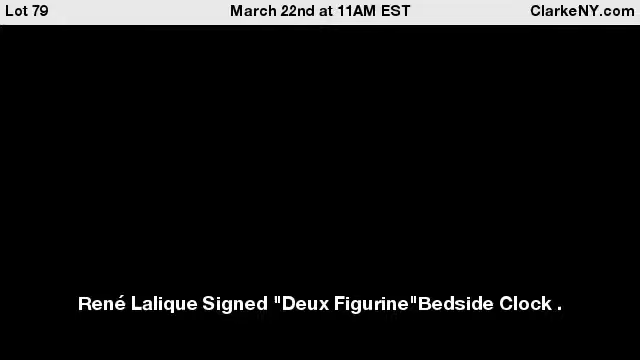 Lot 79 March 22nd at 11AM EST ClarkeNY.com
René Lalique Signed "Deux Figurine"Bedside Clock .